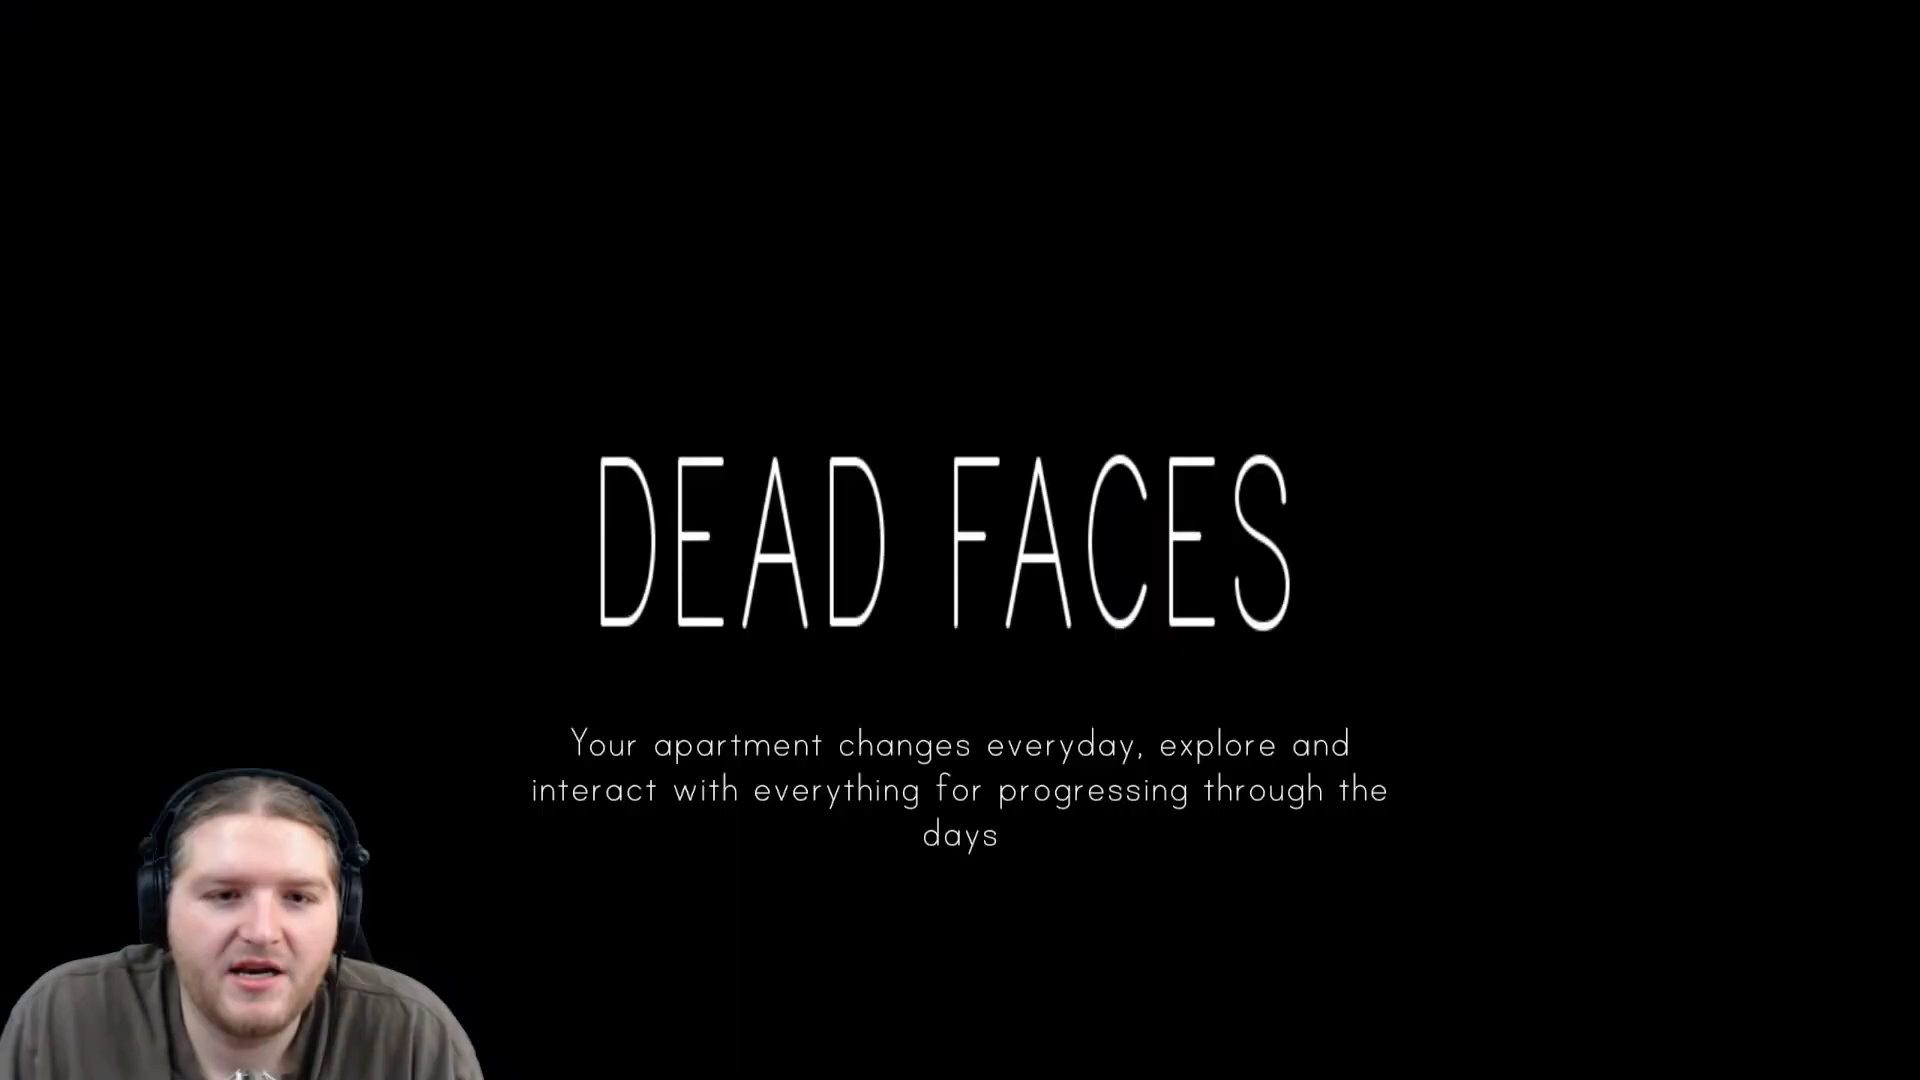 DEAD FACES
Your apartment changes everyday, explore and
interact with everything for progressing through the
days